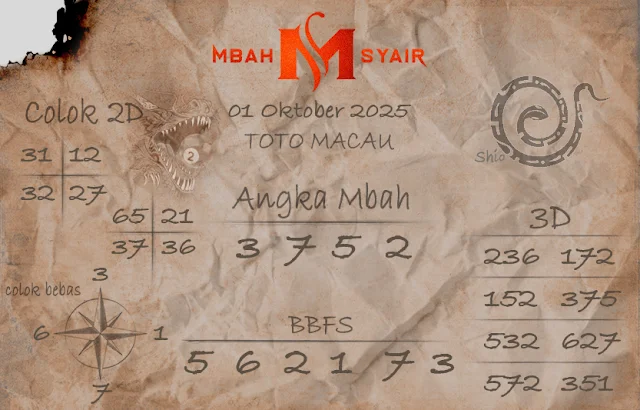 MBAH M SYAIR
Colok 2D
01 Oktober 2025
TOTO MACAU
31 12
32 27
2
Shio
65 21
37 36
Angka Mbah
3 7 5 2
3D
236 172
152 375
532 627
572 351
colok bebas
3
6 1
7
BBFS
5 6 2 1 7 3